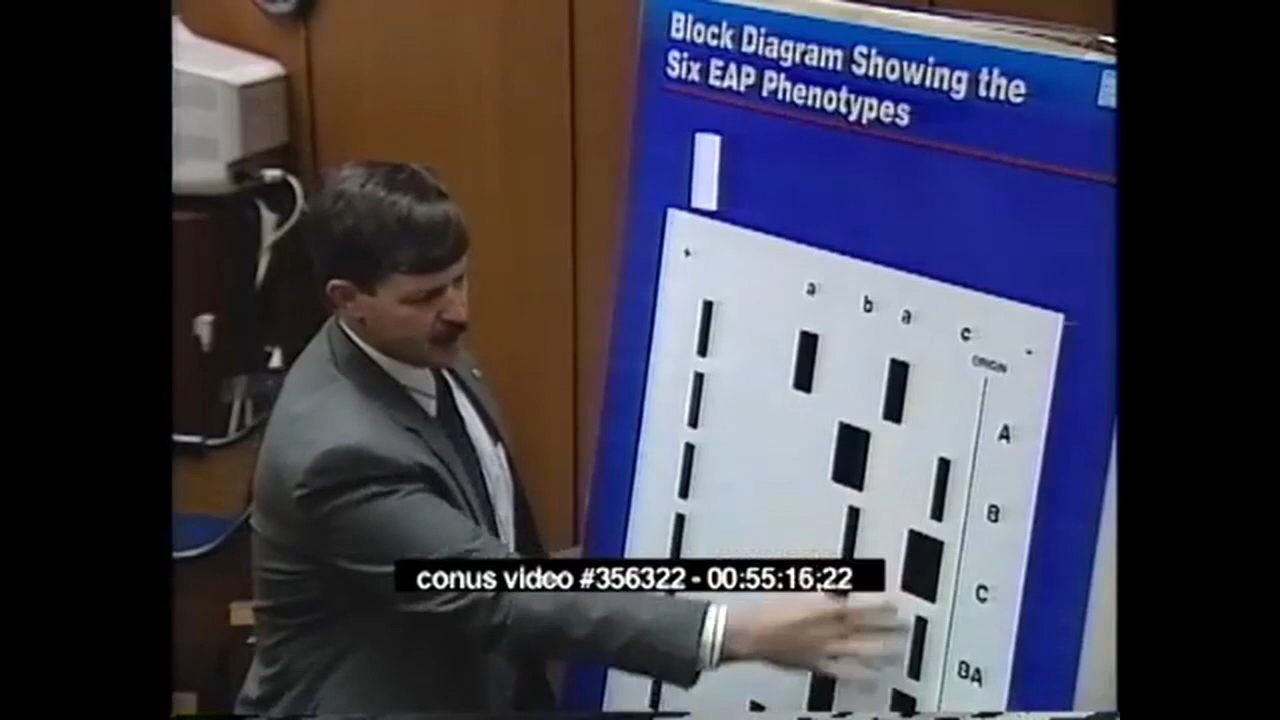 Block Diagram Showing the
Six EAP Phenotypes
+ a b a c -
ORIGIN
A
B
C
BA
conus video #356322 - 00:55:16;22